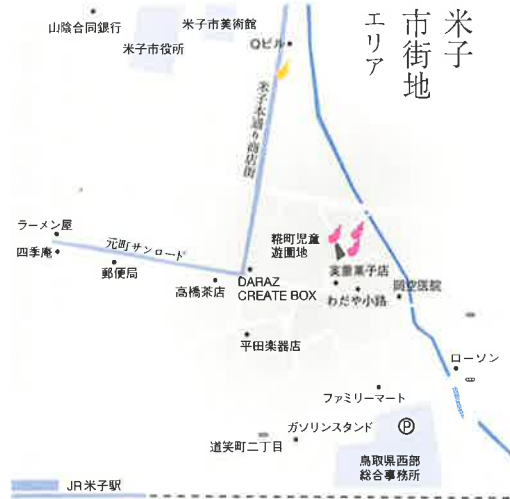 米子
市街地
エリア
山陰合同銀行
米子市美術館
米子市役所
Qビル
米子本通り商店街
ラーメン屋
四季庵
元町サンロード
郵便局
高橋茶店
DARAZ
CREATE BOX
糀町児童
遊園地
実重菓子店
わだや小路
岡空医院
平田楽器店
ローソン
ファミリーマート
ガソリンスタンド
道笑町二丁目
P
鳥取県西部
総合事務所
JR米子駅